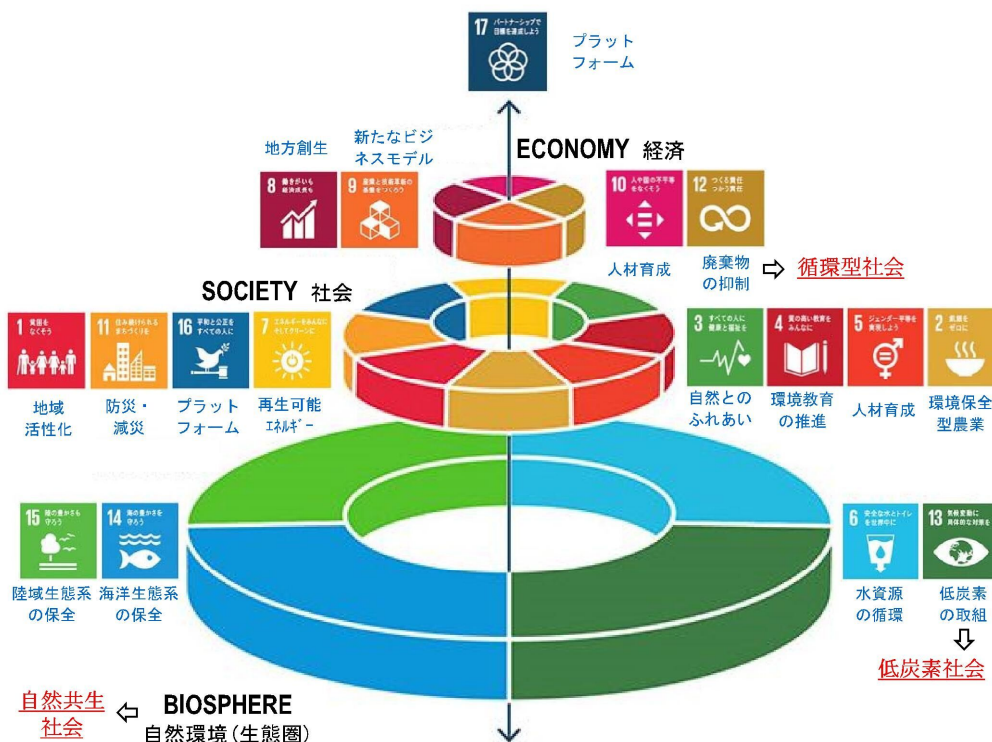 17 パートナーシップで
目標を達成しよう
プラット
フォーム
地方創生
新たなビジ
ネスモデル
ECONOMY 経済
8 働きがいも
経済成長も
9 産業と技術革新の
基盤をつくろう
10 人や国の不平等
をなくそう
12 つくる責任
つかう責任
人材育成
廃棄物
の抑制
循環型社会
SOCIETY 社会
1 貧困を
なくそう
11 住み続けられる
まちづくりを
16 平和と公正を
すべての人に
7 エネルギーをみんなに
そしてクリーンに
3 すべての人に
健康と福祉を
4 質の高い教育を
みんなに
5 ジェンダー平等を
実現しよう
2 飢餓を
ゼロに
地域
活性化
防災・
減災
プラット
フォーム
再生可能
ｴﾈﾙｷﾞｰ
自然との
ふれあい
環境教育
の推進
人材育成
環境保全
型農業
15 陸の豊かさも
守ろう
14 海の豊かさを
守ろう
6 安全な水とトイレ
を世界中に
13 気候変動に
具体的な対策を
陸域生態系
の保全
海洋生態系
の保全
水資源
の循環
低炭素
の取組
低炭素社会
自然共生
社会
BIOSPHERE
自然環境(生態圏)